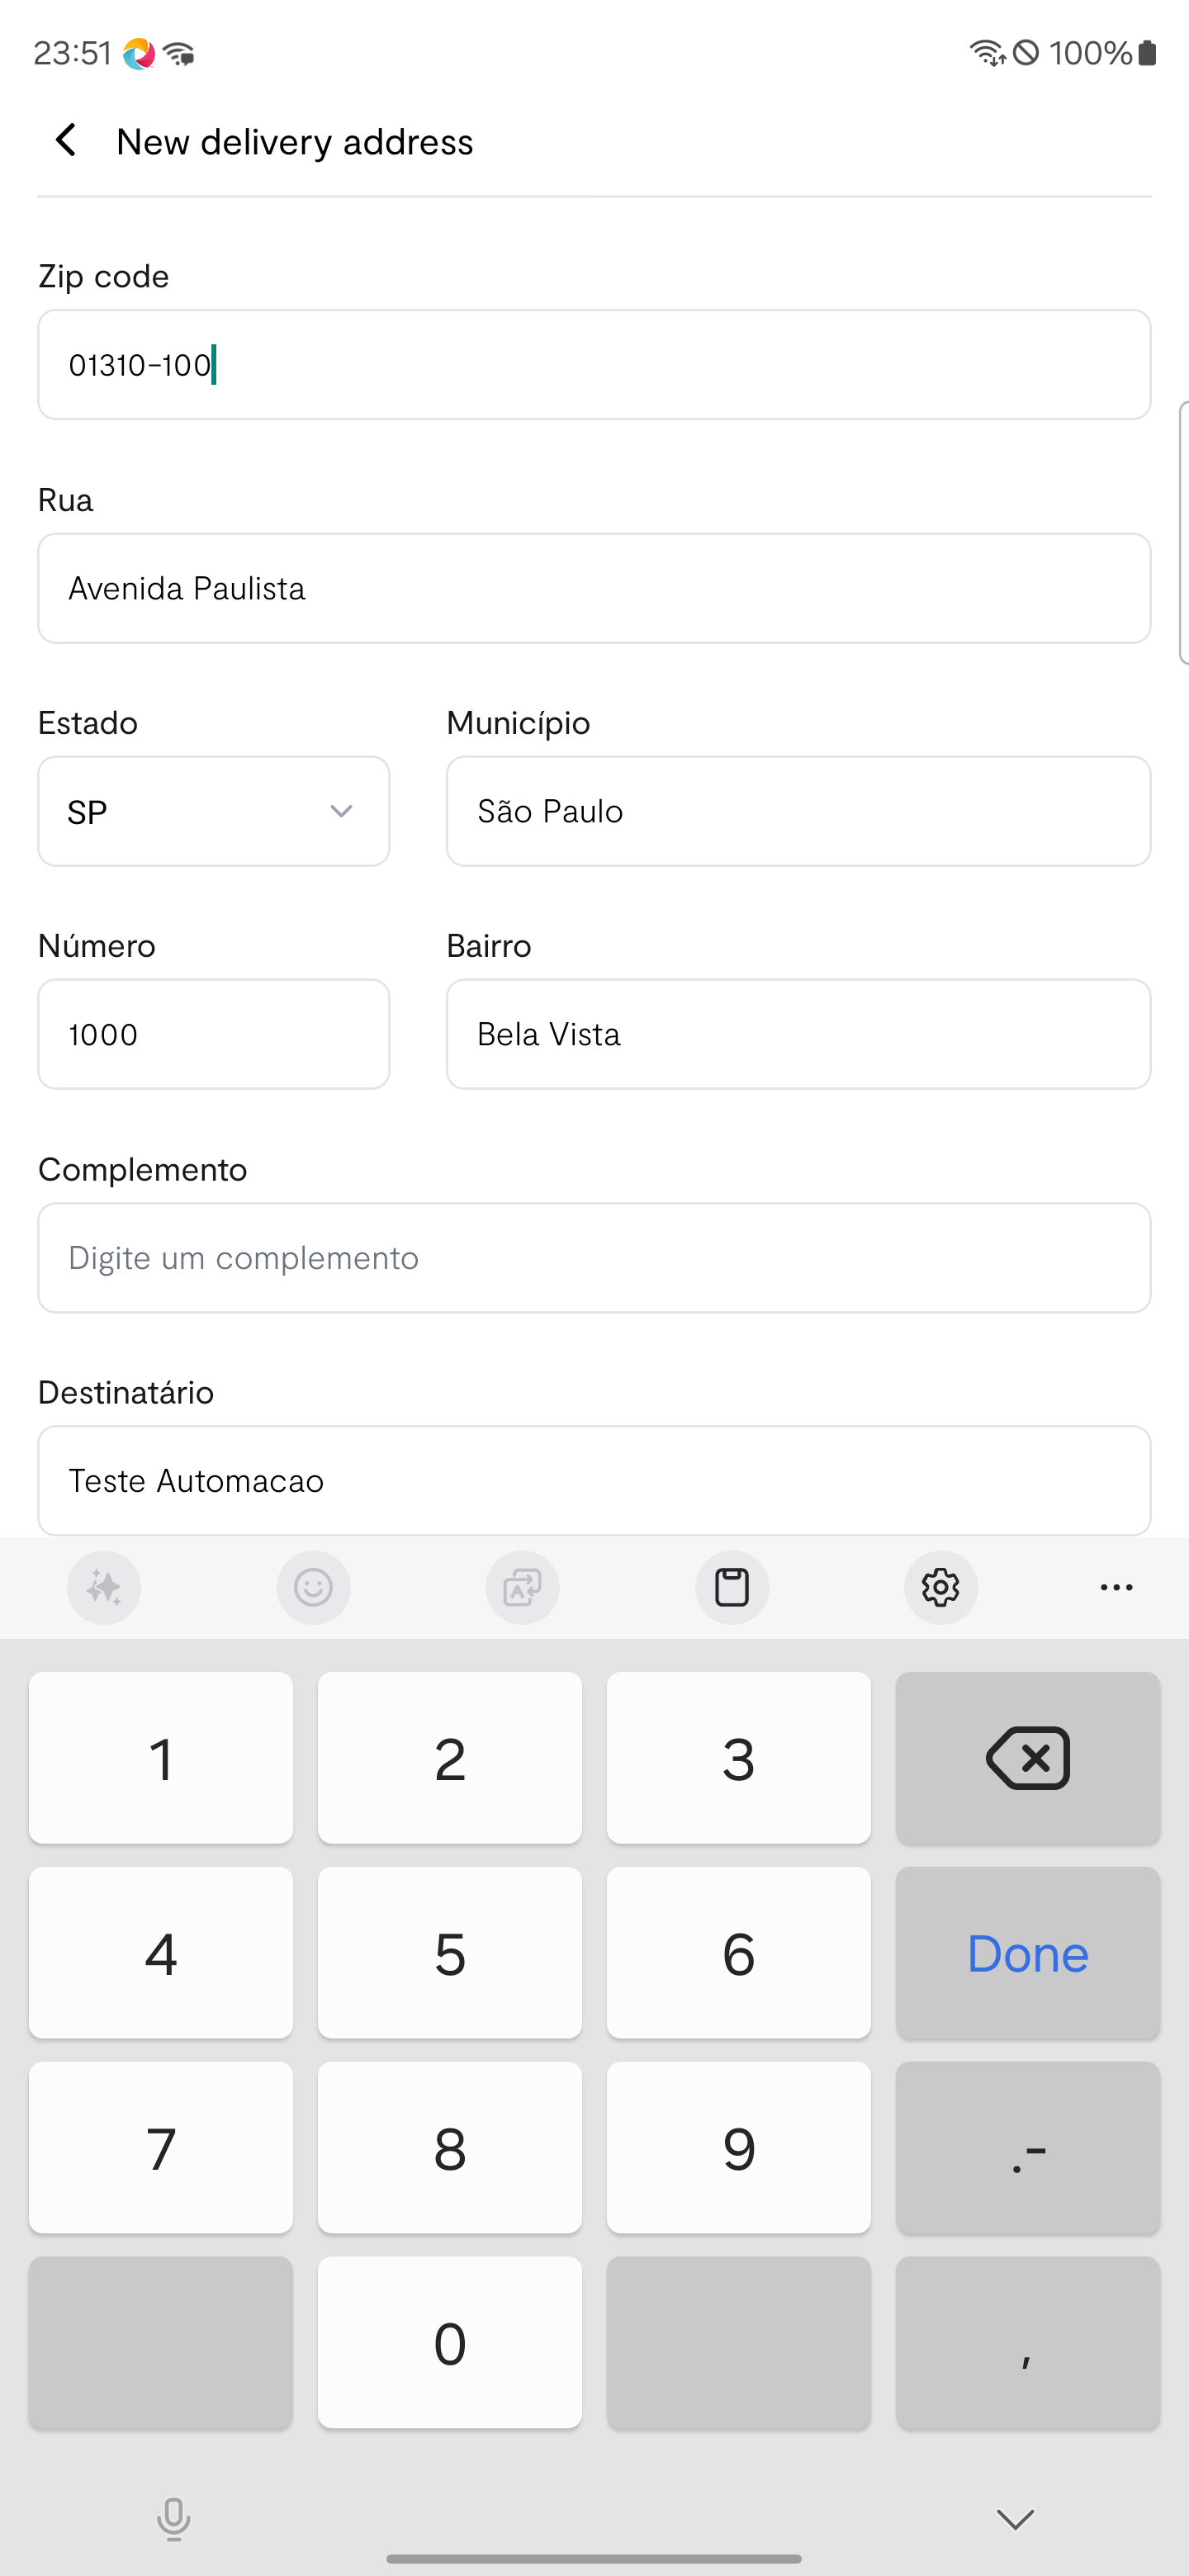 23:51 100%
New delivery address
Zip code
01310-100
Rua
Avenida Paulista
Estado Município
SP São Paulo
Número Bairro
1000 Bela Vista
Complemento
Digite um complemento
Destinatário
Teste Automacao
1 2 3
4 5 6 Done
7 8 9 .-
0 ,